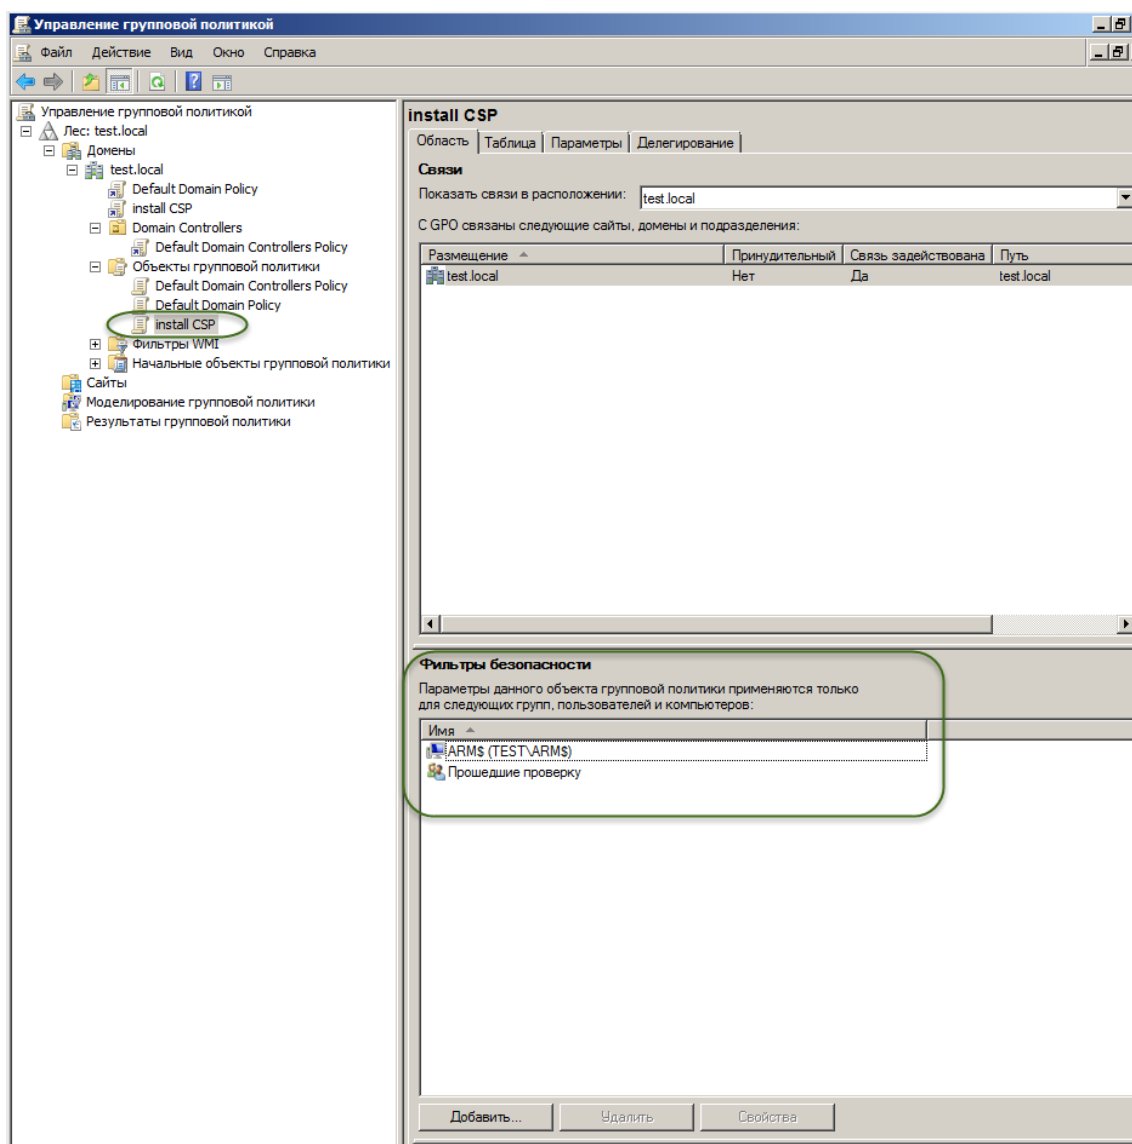 Управление групповой политикой
Файл Действие Вид Окно Справка
Управление групповой политикой
Лес: test.local
Домены
test.local
Default Domain Policy
install CSP
Domain Controllers
Default Domain Controllers Policy
Объекты групповой политики
Default Domain Controllers Policy
Default Domain Policy
install CSP
Фильтры WMI
Начальные объекты групповой политики
Сайты
Моделирование групповой политики
Результаты групповой политики
install CSP
Область Таблица Параметры Делегирование
Связи
Показать связи в расположении: test.local
С GPO связаны следующие сайты, домены и подразделения:
Размещение Принудительный Связь задействована Путь
test.local Нет Да test.local
Фильтры безопасности
Параметры данного объекта групповой политики применяются только
для следующих групп, пользователей и компьютеров:
Имя
ARM$ (TEST\ARM$)
Прошедшие проверку
Добавить... Удалить Свойства